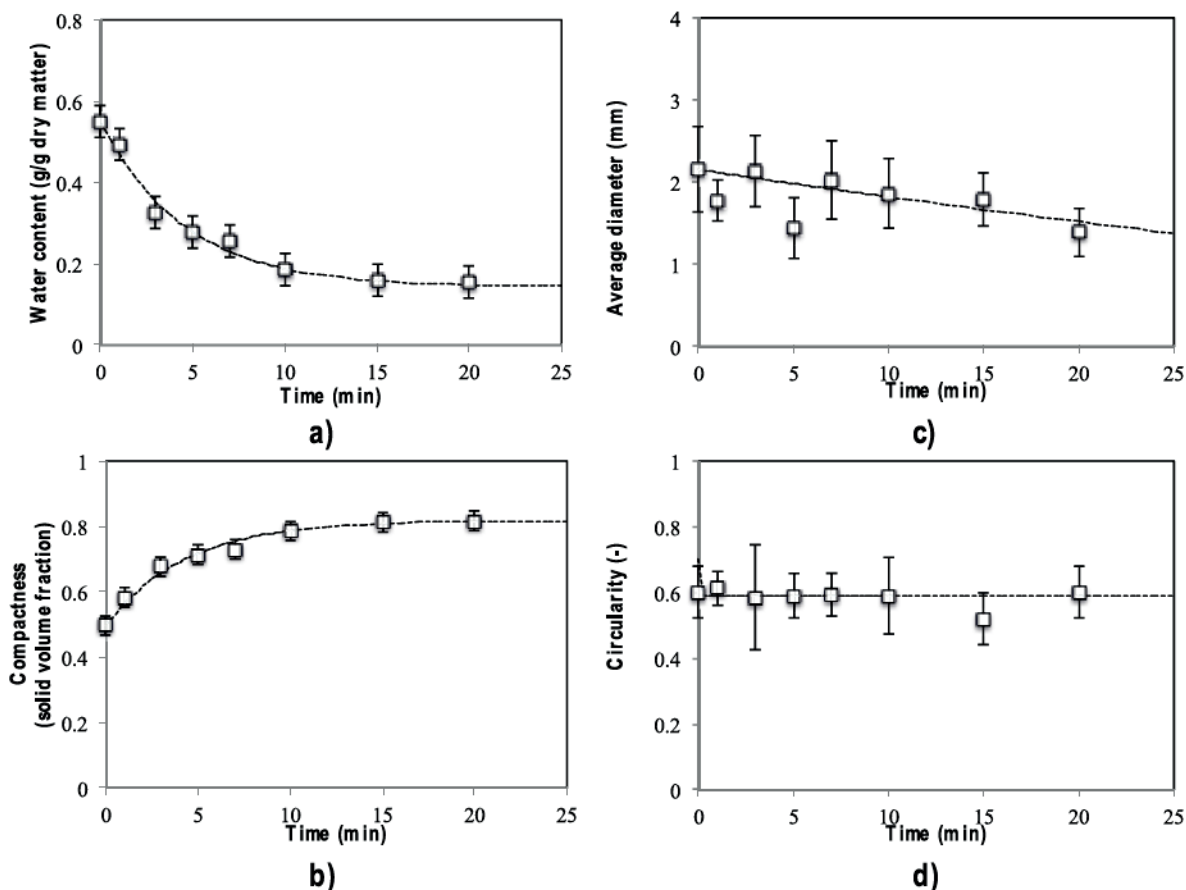 0.8
0.6
0.4
0.2
0
0 5 10 15 20 25
Water content (g/g dry matter)
Time (min)
a)
4
3
2
1
0
0 5 10 15 20 25
Average diameter (mm)
Time (min)
c)
1
0.8
0.6
0.4
0.2
0
0 5 10 15 20 25
Compactness
(solid volume fraction)
Time (min)
b)
1
0.8
0.6
0.4
0.2
0
0 5 10 15 20 25
Circularity (-)
Time (min)
d)